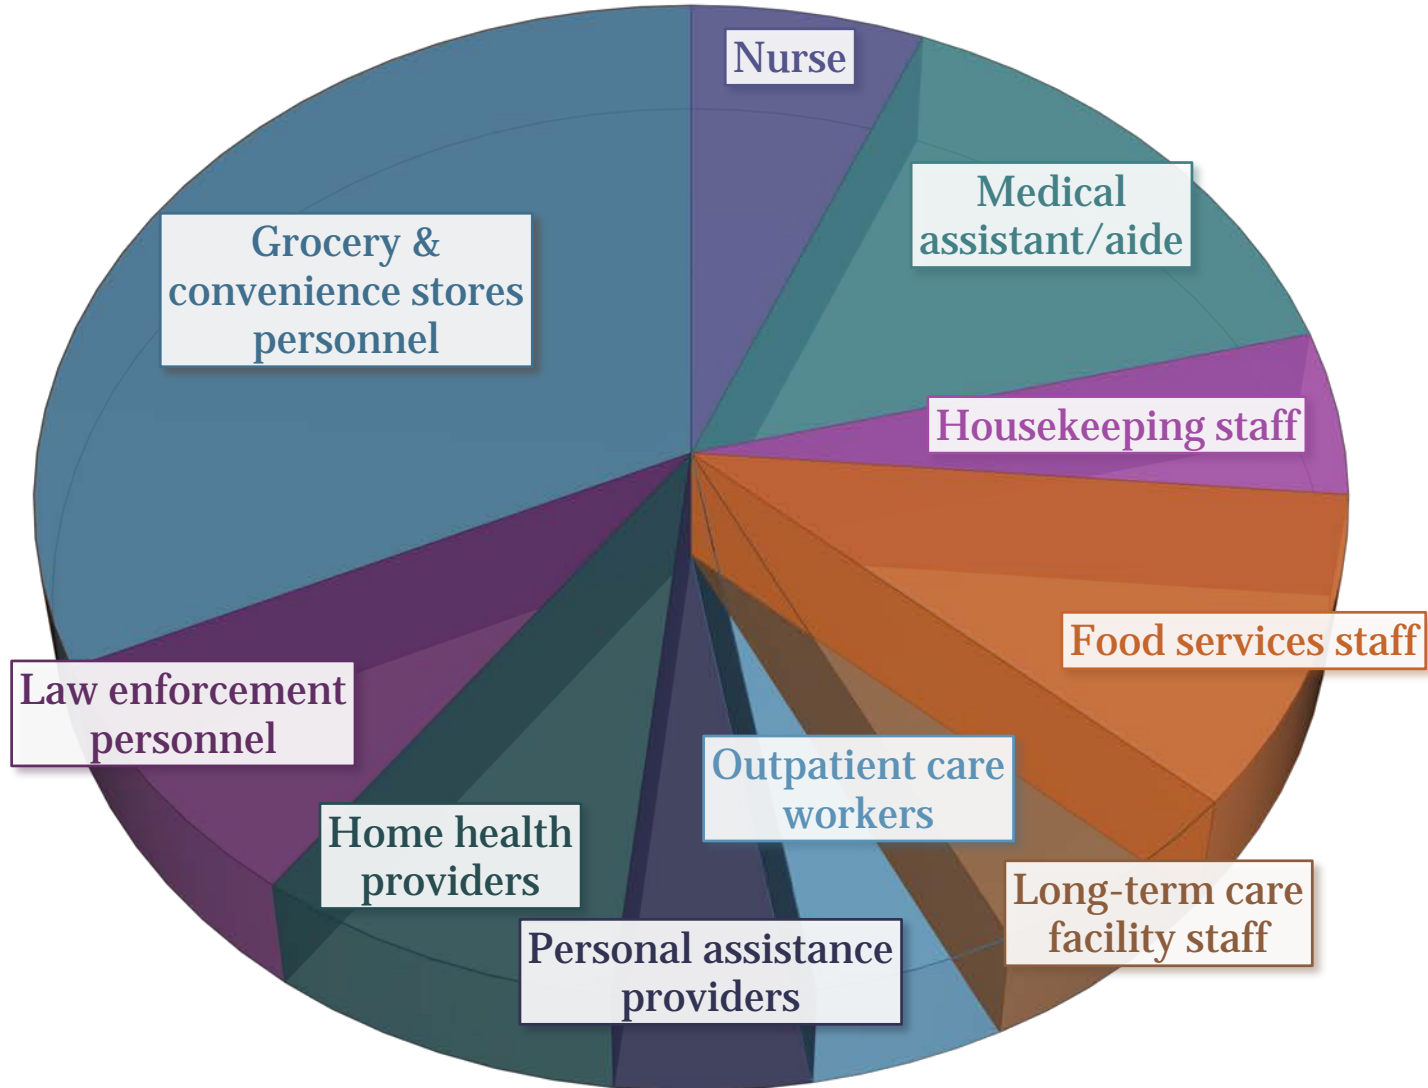 Nurse
Medical
assistant/aide
Grocery &
convenience stores
personnel
Housekeeping staff
Food services staff
Law enforcement
personnel
Outpatient care
workers
Home health
providers
Long-term care
facility staff
Personal assistance
providers